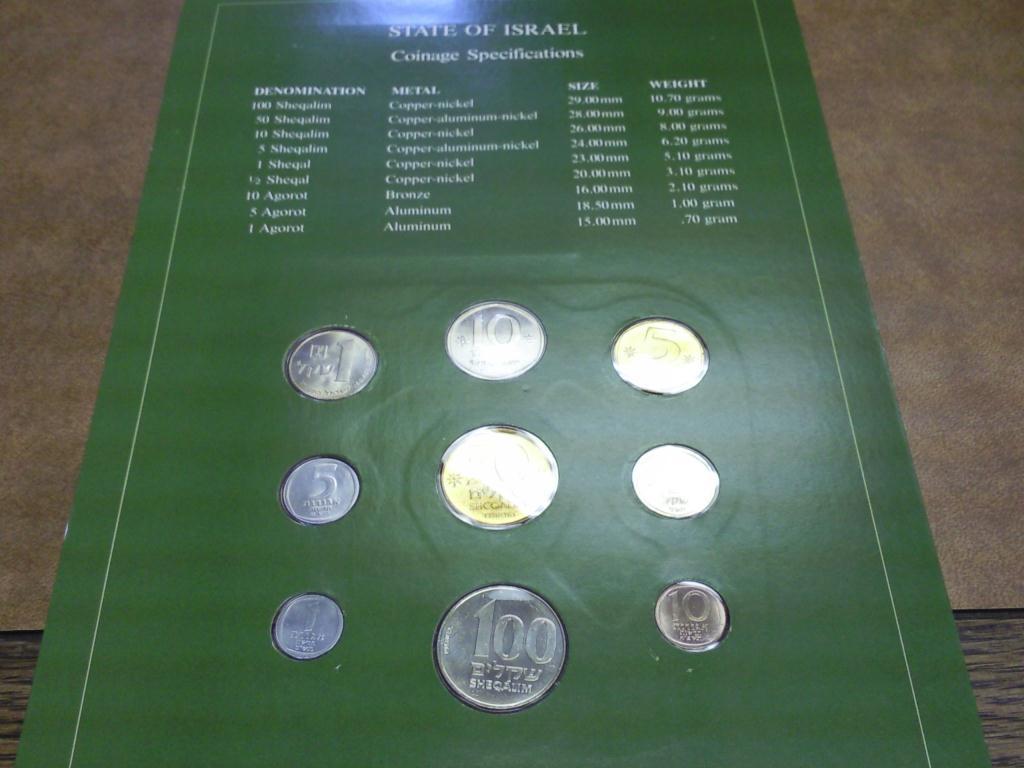 STATE OF ISRAEL
Coinage Specifications
DENOMINATION METAL SIZE WEIGHT
100 Sheqalim Copper-nickel 29.00mm 10.70 grams
50 Sheqalim Copper-aluminum-nickel 28.00mm 9.00 grams
10 Sheqalim Copper-nickel 26.00mm 8.00 grams
5 Sheqalim Copper-aluminum-nickel 24.00mm 6.20 grams
1 Sheqal Copper-nickel 23.00mm 5.10 grams
½ Sheqal Copper-nickel 20.00mm 3.10 grams
10 Agorot Bronze 16.00mm 2.10 grams
5 Agorot Aluminum 18.50mm 1.00 gram
1 Agorot Aluminum 15.00mm .70 gram
1
10
5
5
1
100
שקלים
SHEQALIM
10